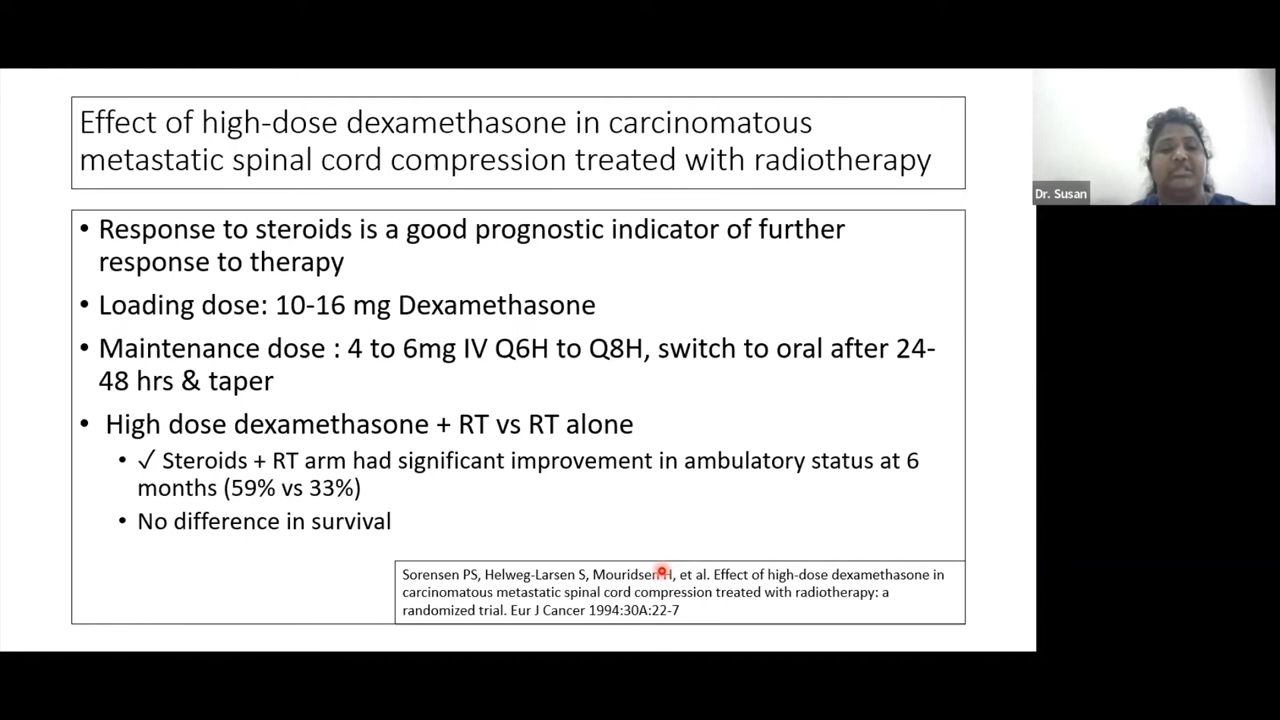 Effect of high-dose dexamethasone in carcinomatous
metastatic spinal cord compression treated with radiotherapy
• Response to steroids is a good prognostic indicator of further
response to therapy
• Loading dose: 10-16 mg Dexamethasone
• Maintenance dose : 4 to 6mg IV Q6H to Q8H, switch to oral after 24-
48 hrs & taper
• High dose dexamethasone + RT vs RT alone
• ✓ Steroids + RT arm had significant improvement in ambulatory status at 6
months (59% vs 33%)
• No difference in survival
Sorensen PS, Helweg-Larsen S, Mouridsen H, et al. Effect of high-dose dexamethasone in
carcinomatous metastatic spinal cord compression treated with radiotherapy: a
randomized trial. Eur J Cancer 1994:30A:22-7
Dr. Susan